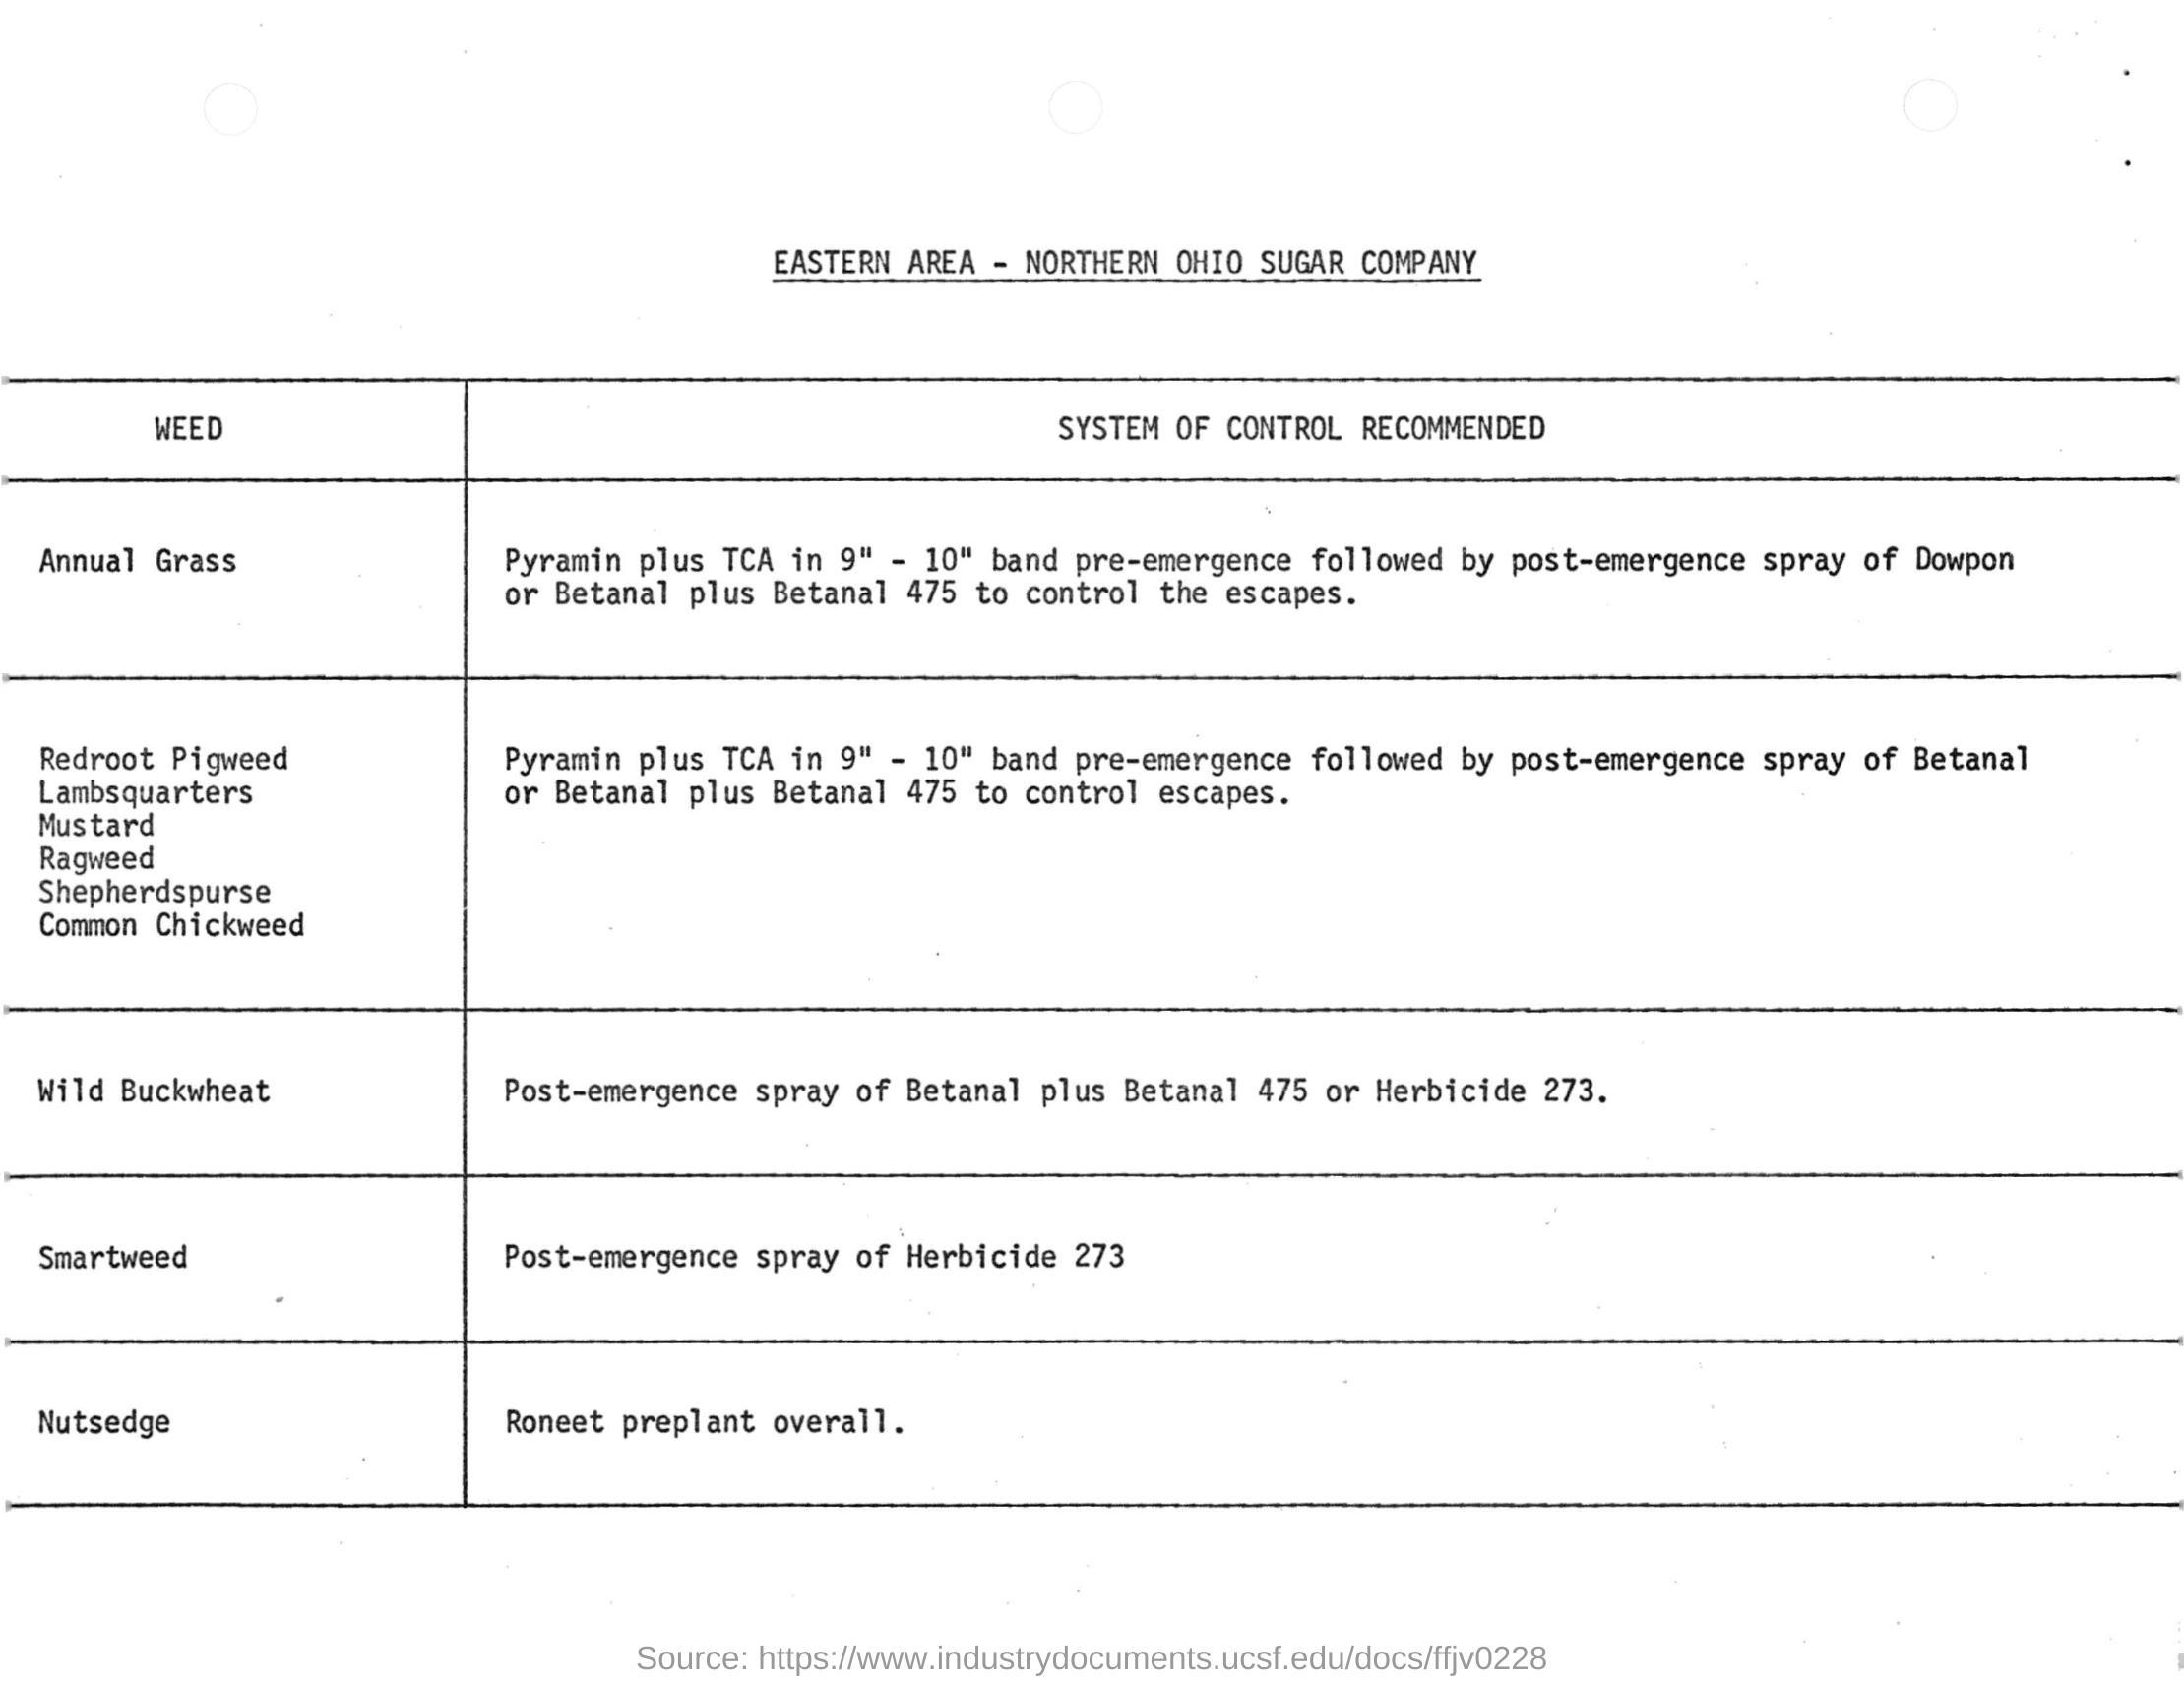 EASTERN AREA - NORTHERN OHIO SUGAR COMPANY
WEED SYSTEM OF CONTROL RECOMMENDED
Annual Grass Pyramin plus TCA in 9" - 10" band pre-emergence followed by post-emergence spray of Dowpon
or Betanal plus Betanal 475 to control the escapes.
Redroot Pigweed Pyramin plus TCA in 9" - 10" band pre-emergence followed by post-emergence spray of Betanal
Lambsquarters or Betanal plus Betanal 475 to control escapes.
Mustard
Ragweed
Shepherdspurse
Common Chickweed
Wild Buckwheat Post-emergence spray of Betanal plus Betanal 475 or Herbicide 273.
Smartweed Post-emergence spray of Herbicide 273
Nutsedge Roneet preplant overall.
Source: https://www.industrydocuments.ucsf.edu/docs/ffjv0228